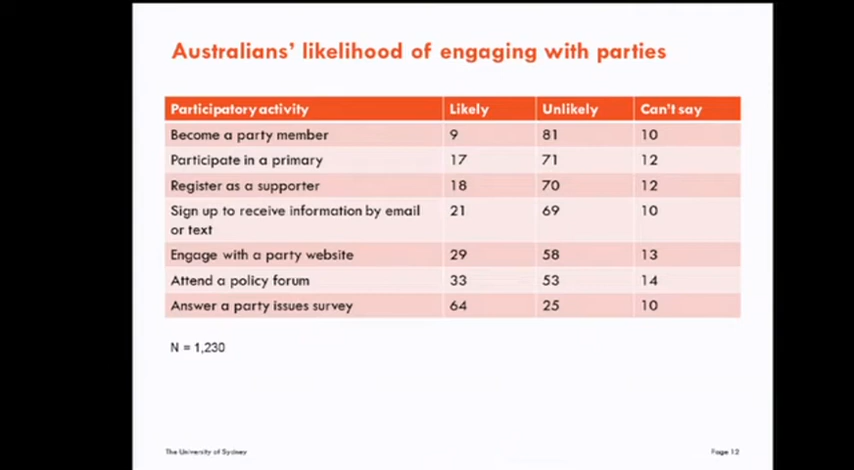 Australians' likelihood of engaging with parties
Participatory activity Likely Unlikely Can't say
Become a party member 9 81 10
Participate in a primary 17 71 12
Register as a supporter 18 70 12
Sign up to receive information by email 21 69 10
or text
Engage with a party website 29 58 13
Attend a policy forum 33 53 14
Answer a party issues survey 64 25 10
N = 1,230
The University of Sydney Page 12